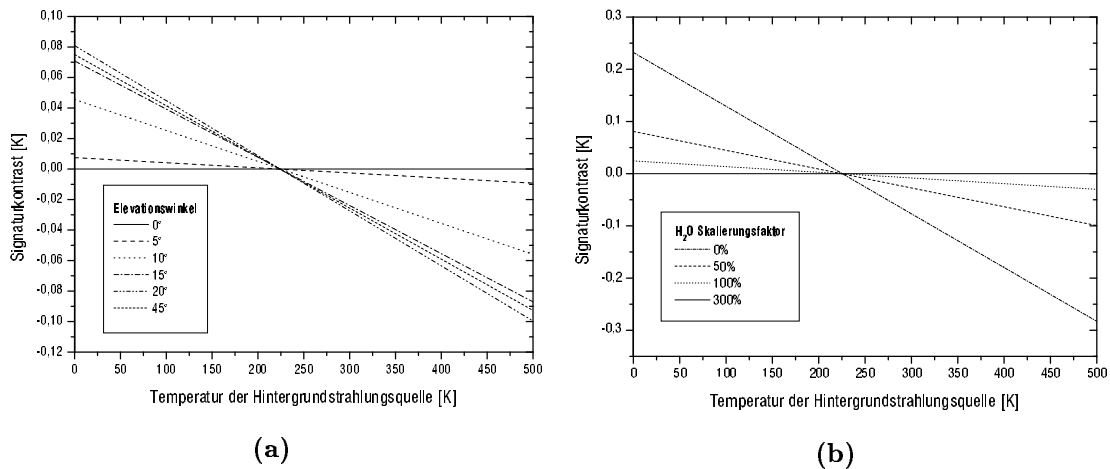 0,10
0,08
0,06
0,04
0,02
0,00
-0,02
-0,04
-0,06
-0,08
-0,10
-0,12
Signaturkontrast [K]
Elevationswinkel
0°
5°
10°
15°
20°
45°
0 50 100 150 200 250 300 350 400 450 500
Temperatur der Hintergrundstrahlungsquelle [K]
(a)
0.3
0.2
0.1
0.0
-0.1
-0.2
-0.3
Signaturkontrast [K]
H₂O Skalierungsfaktor
0%
50%
100%
300%
0 50 100 150 200 250 300 350 400 450 500
Temperatur der Hintergrundstrahlungsquelle [K]
(b)